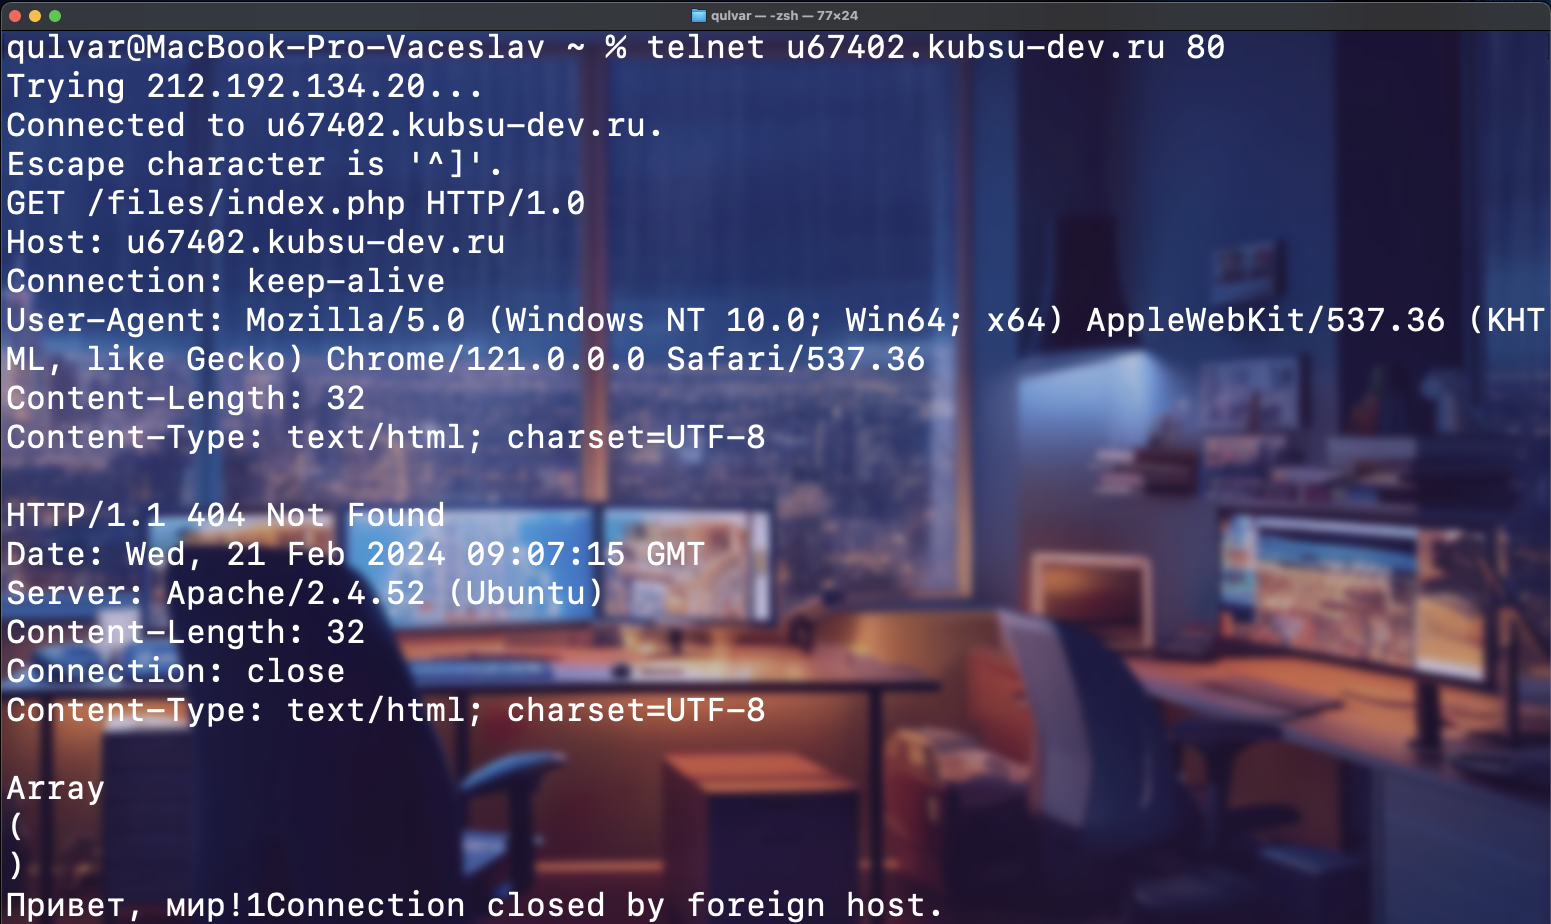 qulvar — -zsh — 77×24
qulvar@MacBook-Pro-Vaceslav ~ % telnet u67402.kubsu-dev.ru 80
Trying 212.192.134.20...
Connected to u67402.kubsu-dev.ru.
Escape character is '^]'.
GET /files/index.php HTTP/1.0
Host: u67402.kubsu-dev.ru
Connection: keep-alive
User-Agent: Mozilla/5.0 (Windows NT 10.0; Win64; x64) AppleWebKit/537.36 (KHT
ML, like Gecko) Chrome/121.0.0.0 Safari/537.36
Content-Length: 32
Content-Type: text/html; charset=UTF-8

HTTP/1.1 404 Not Found
Date: Wed, 21 Feb 2024 09:07:15 GMT
Server: Apache/2.4.52 (Ubuntu)
Content-Length: 32
Connection: close
Content-Type: text/html; charset=UTF-8

Array
(
)
Привет, мир!1Connection closed by foreign host.